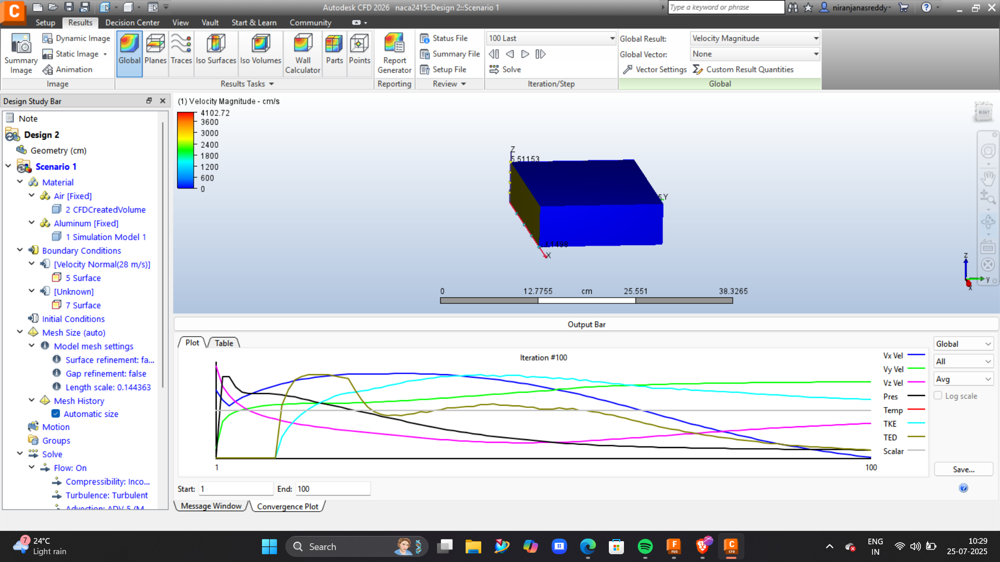 Autodesk CFD 2026 naca2415::Design 2::Scenario 1
Type a keyword or phrase
niranjanasreddy
Setup
Results
Decision Center
View
Vault
Start & Learn
Community
Summary Image
Dynamic Image
Static Image
Animation
Image
Global
Planes
Traces
Iso Surfaces
Iso Volumes
Wall Calculator
Parts
Points
Results Tasks
Report Generator
Reporting
Status File
Summary File
Setup File
Review
100 Last
Solve
Iteration/Step
Global Result:
Velocity Magnitude
Global Vector:
None
Vector Settings
Custom Result Quantities
Global
Design Study Bar
Note
Design 2
Geometry (cm)
Scenario 1
Material
Air [Fixed]
2 CFDCreatedVolume
Aluminum [Fixed]
1 Simulation Model 1
Boundary Conditions
[Velocity Normal(28 m/s)]
5 Surface
[Unknown]
7 Surface
Initial Conditions
Mesh Size (auto)
Model mesh settings
Surface refinement: fa...
Gap refinement: false
Length scale: 0.144363
Mesh History
Automatic size
Motion
Groups
Solve
Flow: On
Compressibility: Inco...
Turbulence: Turbulent
Advection: ADV 5 (M
(1) Velocity Magnitude - cm/s
4102.72
3600
3000
2400
1800
1200
600
0
Z
5.51153
Y
X
RIGHT
z
y
x
0
12.7755
cm
25.551
38.3265
Output Bar
Plot
Table
Iteration #100
Vx Vel
Vy Vel
Vz Vel
Pres
Temp
TKE
TED
Scalar
1
100
Global
All
Avg
Log scale
Save...
Start: 1
End: 100
Message Window
Convergence Plot
7
24°C
Light rain
Search
ENG
IN
10:29
25-07-2025